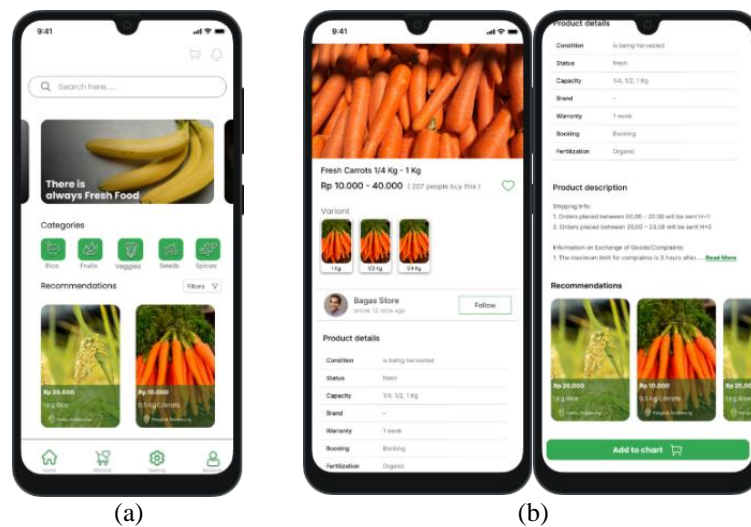 9:41
Search here.....
There is
always Fresh Food
Categories
Rice Fruits Veggies Seeds Spices
Recommendations
Filters
Rp 20.000
1 Kg Rice
Rp 10.000
0,5 Kg Carrots
Home Wishlist Setting Account
(a)
9:41
Fresh Carrots 1/4 Kg - 1 Kg
Rp 10.000 - 40.000 ( 207 people buy this )
Variant
1 Kg 1/2 Kg 1/4 Kg
Bagas Store
online 12 mins ago
Follow
Product details
Condition is being harvested
Status fresh
Capacity 1/4, 1/2, 1 Kg
Brand -
Warranty 1 week
Booking Booking
Fertilization Organic
Product details
Condition is being harvested
Status fresh
Capacity 1/4, 1/2, 1 Kg
Brand -
Warranty 1 week
Booking Booking
Fertilization Organic
Product description
Shipping Info:
1. Orders placed between 00.00 - 20.00 will be sent H+1
2. Orders placed between 20.00 - 23.59 will be sent H+2
Information on Exchange of Goods/Complaints:
1. The maximum limit for complaints is 3 hours after.....Read More
Recommendations
Rp 20.000
1 Kg Rice
Rp 10.000
0,5 Kg Carrots
Rp 25.00
1 Kg Rice
Add to chart
(b)